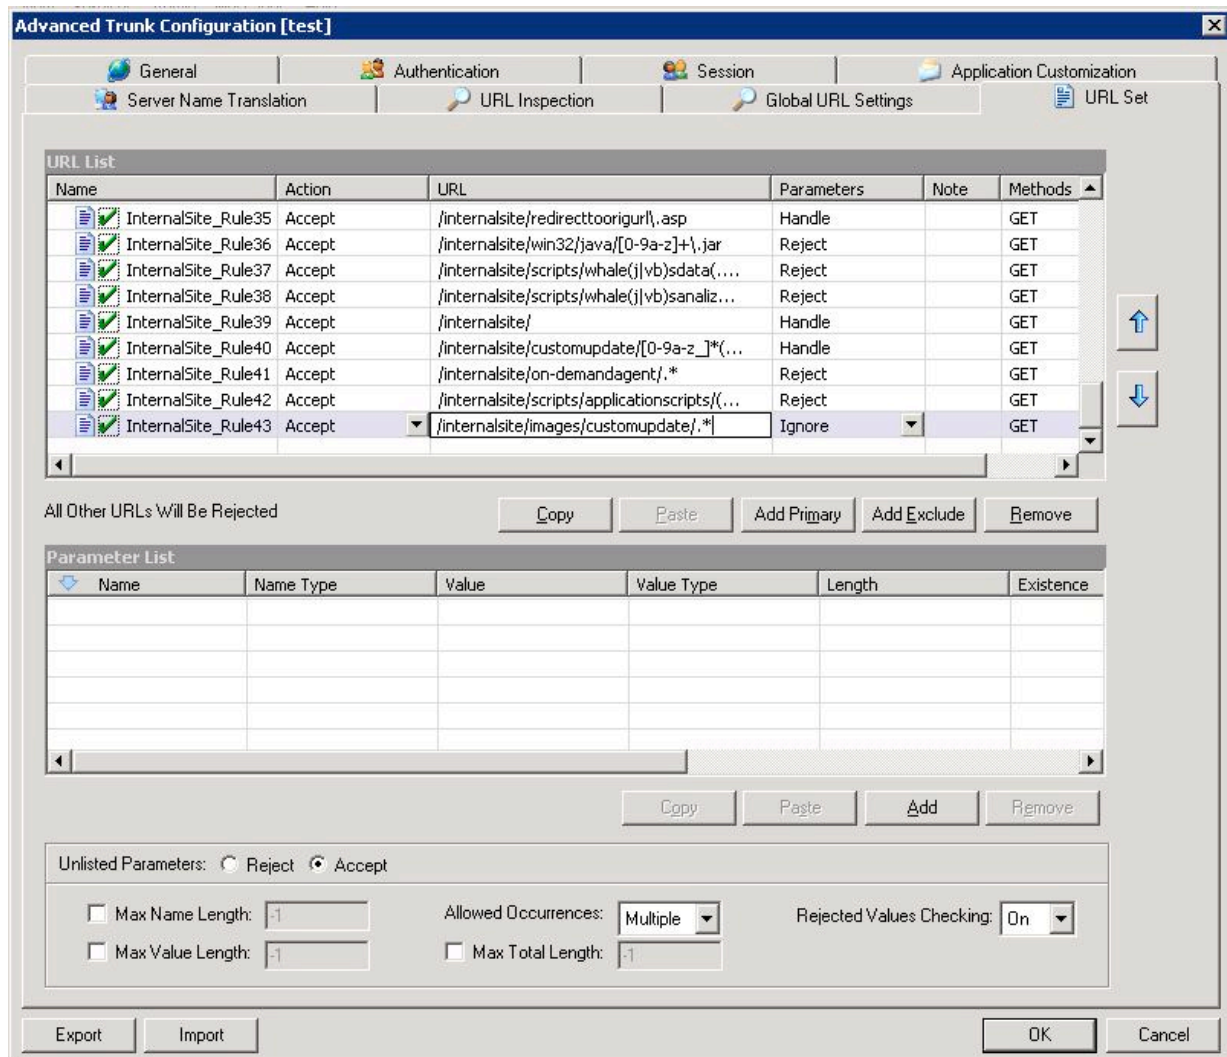 Advanced Trunk Configuration [test]
General Authentication Session Application Customization
Server Name Translation URL Inspection Global URL Settings URL Set
URL List
Name Action URL Parameters Note Methods
InternalSite_Rule35 Accept /internalsite/redirecttoorigurl\.asp Handle GET
InternalSite_Rule36 Accept /internalsite/win32/java/[0-9a-z]+\.jar Reject GET
InternalSite_Rule37 Accept /internalsite/scripts/whale(j|vb)sdata(.... Reject GET
InternalSite_Rule38 Accept /internalsite/scripts/whale(j|vb)sanaliz... Reject GET
InternalSite_Rule39 Accept /internalsite/ Handle GET
InternalSite_Rule40 Accept /internalsite/customupdate/[0-9a-z_]*(... Handle GET
InternalSite_Rule41 Accept /internalsite/on-demandagent/.* Reject GET
InternalSite_Rule42 Accept /internalsite/scripts/applicationscripts/(... Reject GET
InternalSite_Rule43 Accept /internalsite/images/customupdate/.* Ignore GET
All Other URLs Will Be Rejected Copy Paste Add Primary Add Exclude Remove
Parameter List
Name Name Type Value Value Type Length Existence
Copy Paste Add Remove
Unlisted Parameters: Reject Accept
Max Name Length: -1 Allowed Occurrences: Multiple Rejected Values Checking: On
Max Value Length: -1 Max Total Length: -1
Export Import OK Cancel